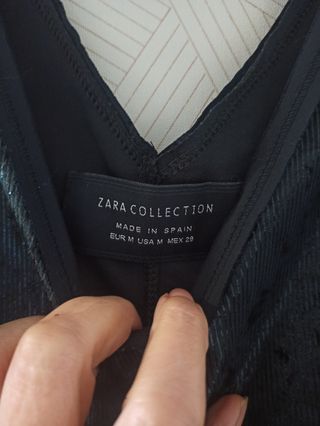 ZARA COLLECTION
MADE IN SPAIN
EUR M USA M MEX 28